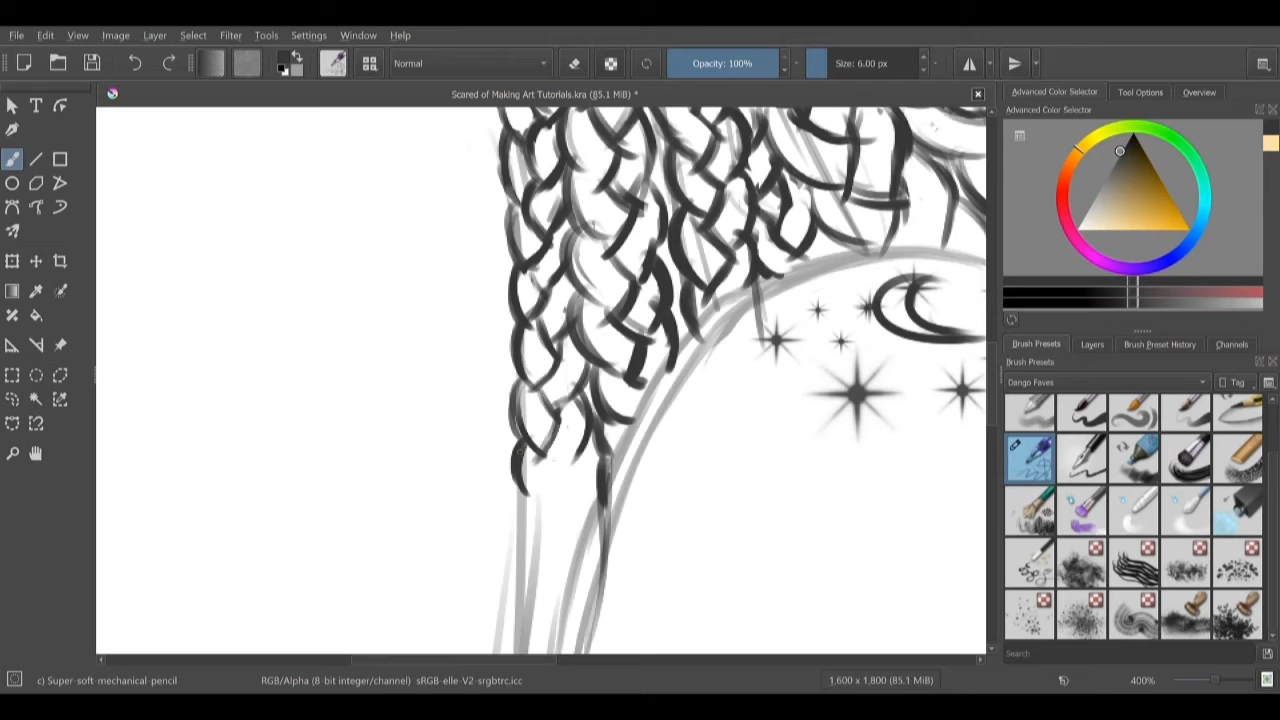 File Edit View Image Layer Select Filter Tools Settings Window Help
Normal Opacity: 100% Size: 6.00 px
Scared of Making Art Tutorials.kra (85.1 MiB) *
Advanced Color Selector Tool Options Overview
Advanced Color Selector
Brush Presets Layers Brush Preset History Channels
Brush Presets
Dango Faves Tag
Search
c) Super-soft-mechanical-pencil RGB/Alpha (8-bit integer/channel) sRGB-elle-V2-srgbtrc.icc 1,600 x 1,800 (85.1 MiB) 400%